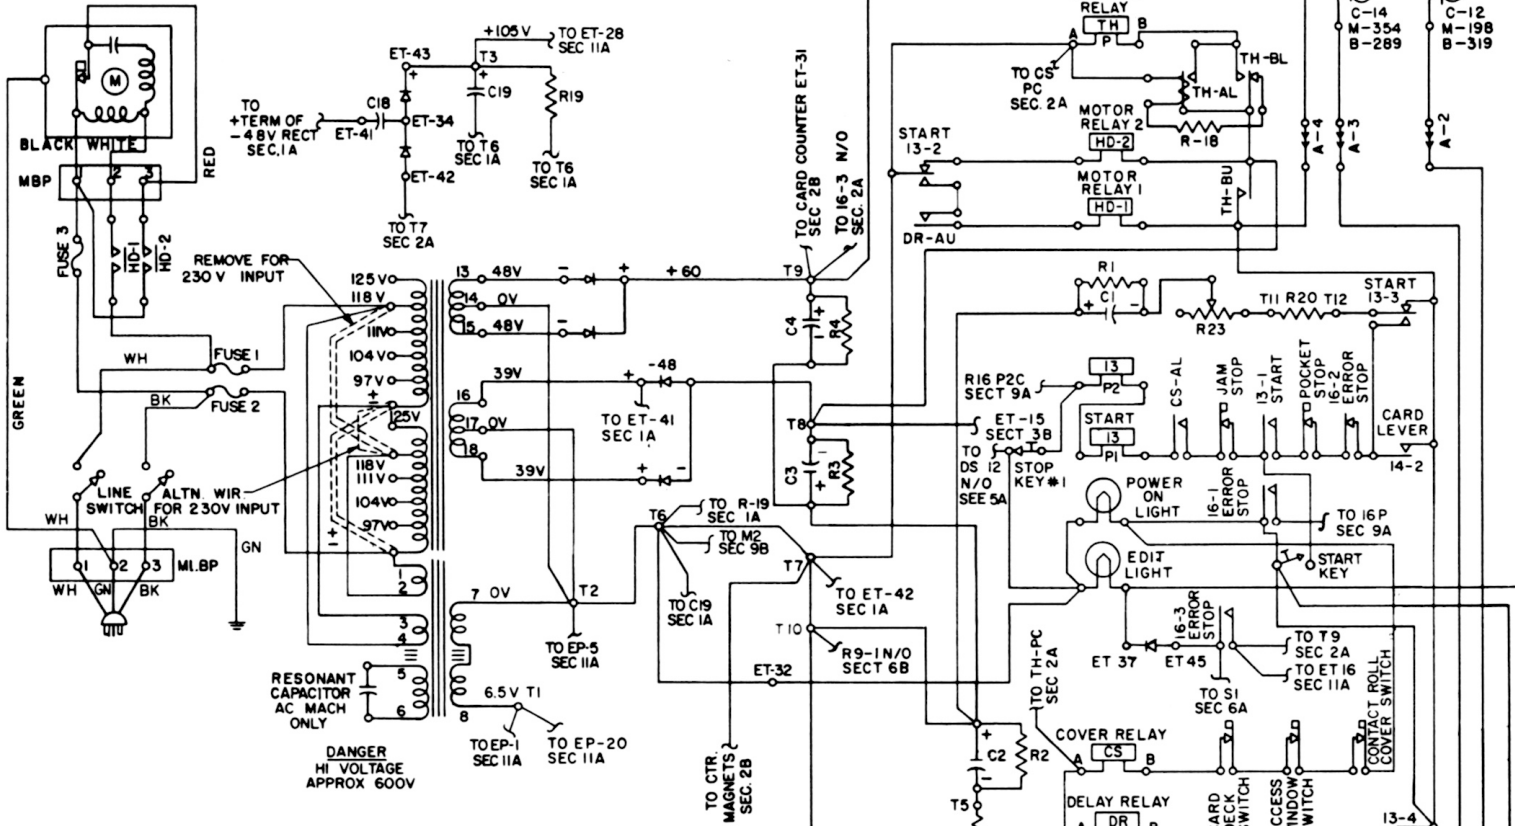 RELAY
TH
P
A
B
C-14
M-354
B-289
C-12
M-198
B-319
+105V
TO ET-28
SEC 11A
ET-43
T3
+
+
C19
R19
M
TO
+TERM OF
-48V RECT
SEC.1A
C18
ET-41
ET-34
ET-42
TO T6
SEC 1A
TO T6
SEC 1A
TO T7
SEC 2A
BLACK
WHITE
RED
MBP
1
2
3
FUSE 3
HD-1
HD-2
TO CS
PC
SEC. 2A
TH-BL
TH-AL
R-18
MOTOR
RELAY 2
HD-2
MOTOR
RELAY 1
HD-1
TH-BU
START
13-2
DR-AU
A-4
A-3
A-2
TO CARD COUNTER ET-31
SEC 2B
TO 16-3 N/O
SEC. 2A
REMOVE FOR
230 V INPUT
125V
118V
111V
104V
97V
±
125V
118V
111V
104V
97V
±
13
48V
-
+
+60
T9
14
0V
15
48V
-
39V
+
-48
16
17
0V
18
39V
+
-
TO ET-41
SEC 1A
C4
+
-
R4
T8
C3
-
+
R3
R1
C1
+
-
R23
T11
R20
T12
START
13-3
WH
FUSE 1
BK
FUSE 2
GREEN
R16 P2C
SECT 9A
13
P2
START
13
P1
ET-15
SECT 3B
TO
DS 12
N/O
SEE 5A
STOP
KEY #1
CS-AL
JAM
STOP
13-1
START
POCKET
STOP
16-2
ERROR
STOP
CARD
LEVER
14-2
LINE
SWITCH
ALTN. WIR.
FOR 230V INPUT
WH
BK
GN
M1.BP
1
2
3
WH
GN
BK
POWER
ON
LIGHT
16-1
ERROR
STOP
TO 16P
SEC 9A
EDIT
LIGHT
START
KEY
T6
TO R-19
SEC 1A
TO M2
SEC 9B
TO C19
SEC 1A
T7
TO ET-42
SEC 1A
1
2
3
4
5
6
7
0V
T2
TO EP-5
SEC 11A
T10
R9-1 N/O
SECT 6B
ET-32
RESONANT
CAPACITOR
AC MACH
ONLY
6.5V T1
8
TO EP-1
SEC 11A
TO EP-20
SEC 11A
DANGER
HI VOLTAGE
APPROX 600V
ET 37
ET 45
16-3
ERROR
STOP
TO T9
SEC 2A
TO ET 16
SEC 11A
TO S1
SEC 6A
CONTACT ROLL
COVER SWITCH
TO TH-PC
SEC 2A
TO CTR.
MAGNETS
SEC. 2B
+
C2
-
R2
T5
COVER RELAY
A
CS
B
DELAY RELAY
A
DR
B
13-4